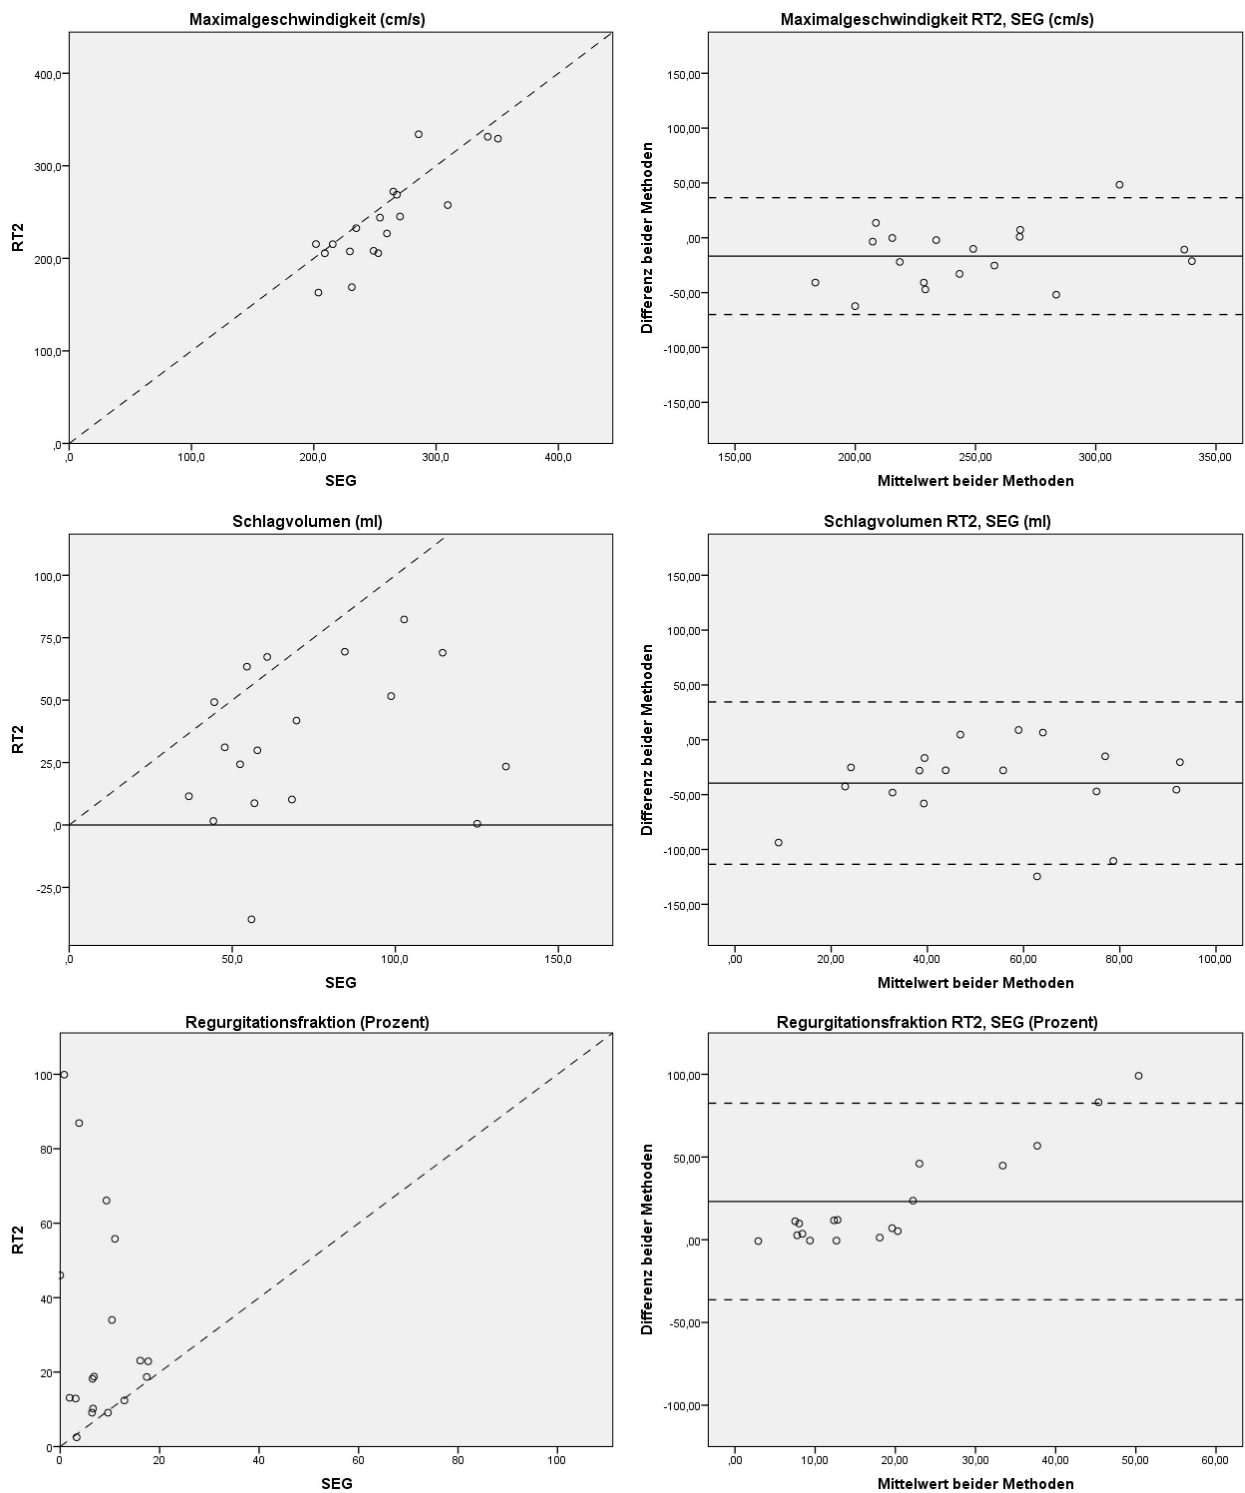 Maximalgeschwindigkeit (cm/s)
400,0
300,0
200,0
100,0
,0
RT2
,0 100,0 200,0 300,0 400,0
SEG
Maximalgeschwindigkeit RT2, SEG (cm/s)
150,00
100,00
50,00
,00
-50,00
-100,00
-150,00
Differenz beider Methoden
150,00 200,00 250,00 300,00 350,00
Mittelwert beider Methoden
Schlagvolumen (ml)
100,0
75,0
50,0
25,0
,0
-25,0
RT2
,0 50,0 100,0 150,0
SEG
Schlagvolumen RT2, SEG (ml)
150,00
100,00
50,00
,00
-50,00
-100,00
-150,00
Differenz beider Methoden
,00 20,00 40,00 60,00 80,00 100,00
Mittelwert beider Methoden
Regurgitationsfraktion (Prozent)
100
80
60
40
20
0
RT2
0 20 40 60 80 100
SEG
Regurgitationsfraktion RT2, SEG (Prozent)
100,00
50,00
,00
-50,00
-100,00
Differenz beider Methoden
,00 10,00 20,00 30,00 40,00 50,00 60,00
Mittelwert beider Methoden